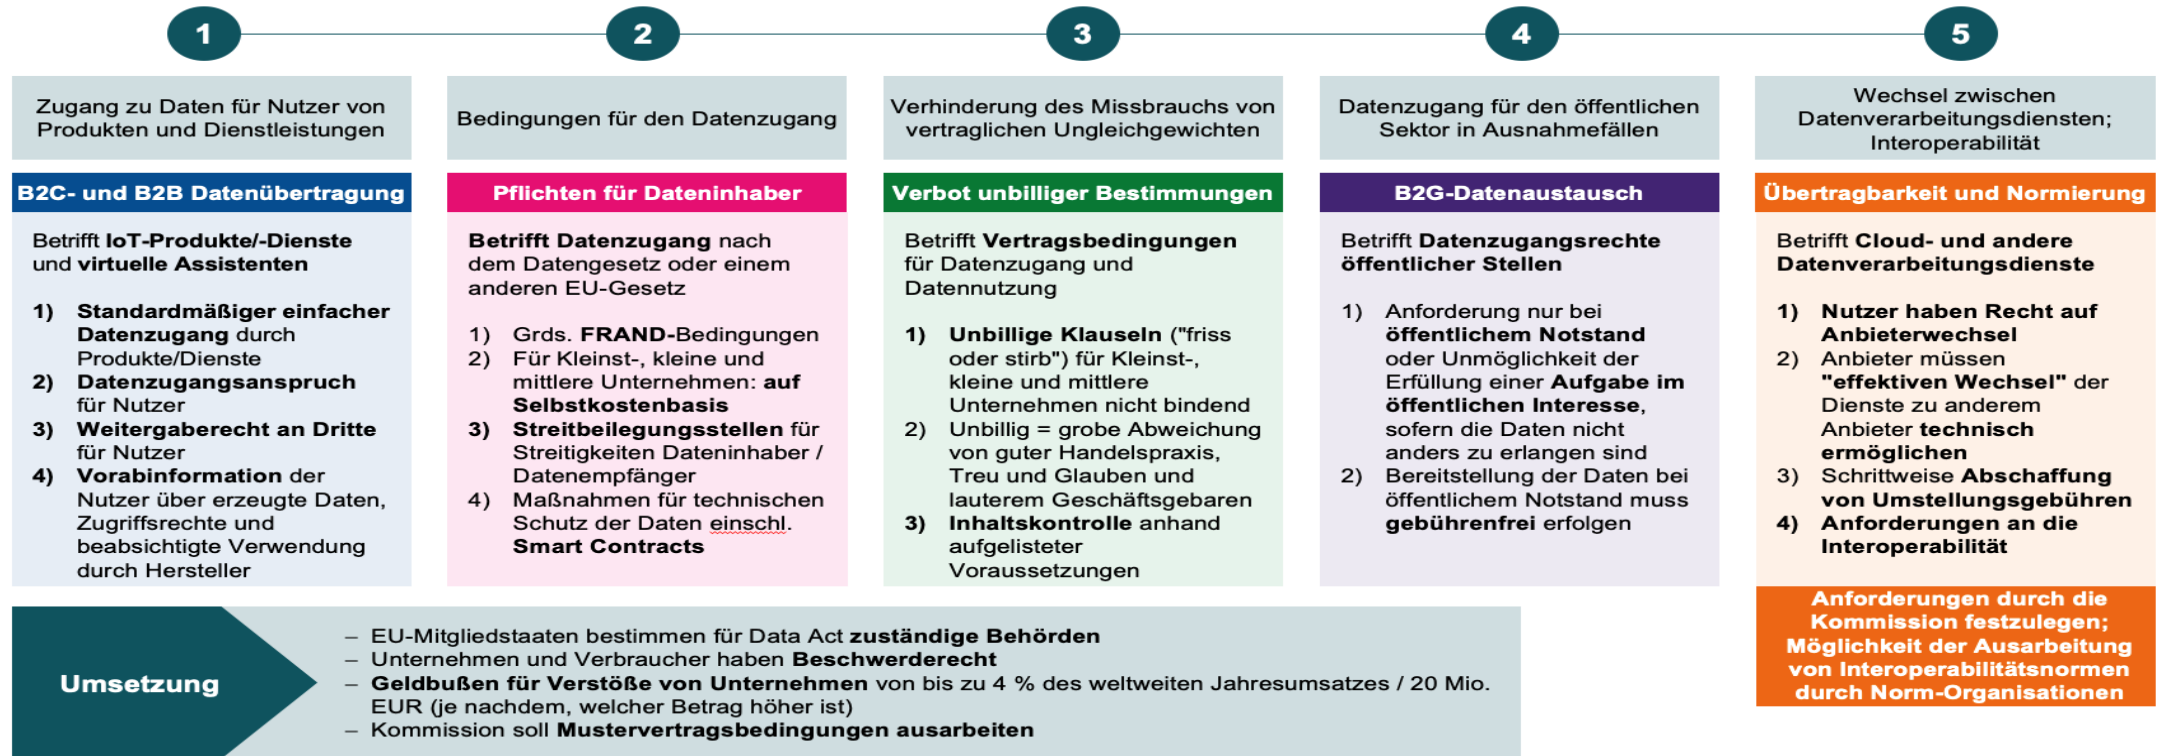 1
2
3
4
5
Zugang zu Daten für Nutzer von
Produkten und Dienstleistungen
Bedingungen für den Datenzugang
Verhinderung des Missbrauchs von
vertraglichen Ungleichgewichten
Datenzugang für den öffentlichen
Sektor in Ausnahmefällen
Wechsel zwischen
Datenverarbeitungsdiensten;
Interoperabilität
B2C- und B2B Datenübertragung
Betrifft IoT-Produkte/-Dienste
und virtuelle Assistenten
1) Standardmäßiger einfacher
Datenzugang durch
Produkte/Dienste
2) Datenzugangsanspruch
für Nutzer
3) Weitergaberecht an Dritte
für Nutzer
4) Vorabinformation der
Nutzer über erzeugte Daten,
Zugriffsrechte und
beabsichtigte Verwendung
durch Hersteller
Pflichten für Dateninhaber
Betrifft Datenzugang nach
dem Datengesetz oder einem
anderen EU-Gesetz
1) Grds. FRAND-Bedingungen
2) Für Kleinst-, kleine und
mittlere Unternehmen: auf
Selbstkostenbasis
3) Streitbeilegungsstellen für
Streitigkeiten Dateninhaber /
Datenempfänger
4) Maßnahmen für technischen
Schutz der Daten einschl.
Smart Contracts
Verbot unbilliger Bestimmungen
Betrifft Vertragsbedingungen
für Datenzugang und
Datennutzung
1) Unbillige Klauseln ("friss
oder stirb") für Kleinst-,
kleine und mittlere
Unternehmen nicht bindend
2) Unbillig = grobe Abweichung
von guter Handelspraxis,
Treu und Glauben und
lauterem Geschäftsgebaren
3) Inhaltskontrolle anhand
aufgelisteter
Voraussetzungen
B2G-Datenaustausch
Betrifft Datenzugangsrechte
öffentlicher Stellen
1) Anforderung nur bei
öffentlichem Notstand
oder Unmöglichkeit der
Erfüllung einer Aufgabe im
öffentlichen Interesse,
sofern die Daten nicht
anders zu erlangen sind
2) Bereitstellung der Daten bei
öffentlichem Notstand muss
gebührenfrei erfolgen
Übertragbarkeit und Normierung
Betrifft Cloud- und andere
Datenverarbeitungsdienste
1) Nutzer haben Recht auf
Anbieterwechsel
2) Anbieter müssen
"effektiven Wechsel" der
Dienste zu anderem
Anbieter technisch
ermöglichen
3) Schrittweise Abschaffung
von Umstellungsgebühren
4) Anforderungen an die
Interoperabilität
Anforderungen durch die
Kommission festzulegen;
Möglichkeit der Ausarbeitung
von Interoperabilitätsnormen
durch Norm-Organisationen
Umsetzung
– EU-Mitgliedstaaten bestimmen für Data Act zuständige Behörden
– Unternehmen und Verbraucher haben Beschwerderecht
– Geldbußen für Verstöße von Unternehmen von bis zu 4 % des weltweiten Jahresumsatzes / 20 Mio.
EUR (je nachdem, welcher Betrag höher ist)
– Kommission soll Mustervertragsbedingungen ausarbeiten